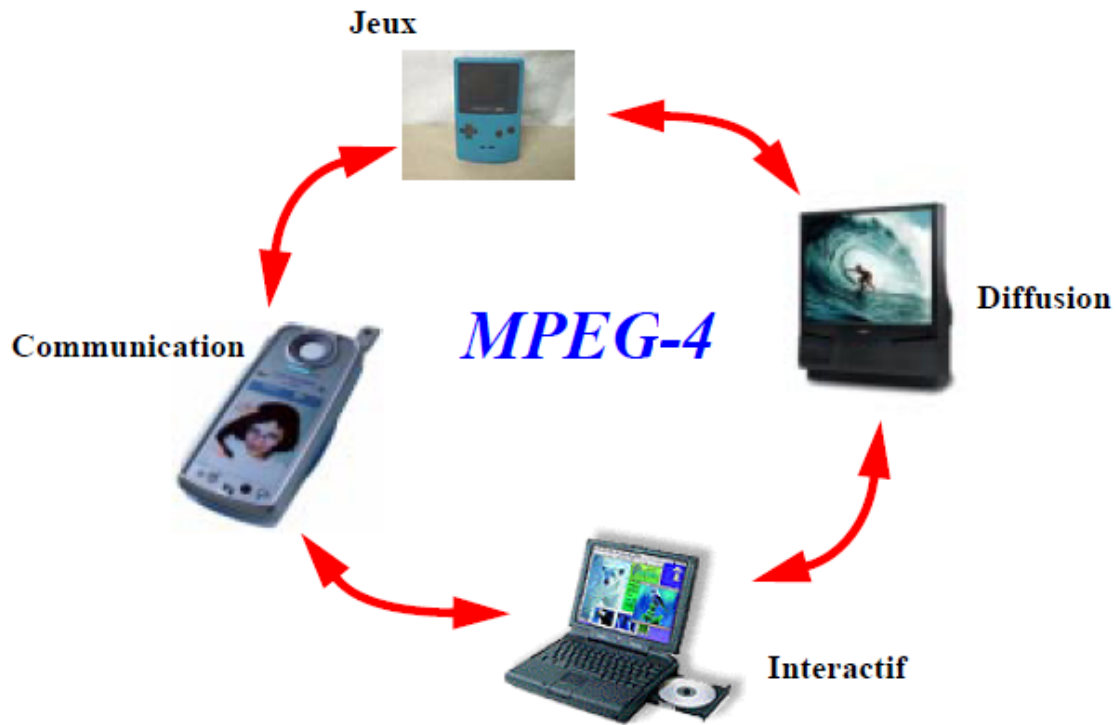 Jeux
Diffusion
MPEG-4
Communication
Interactif